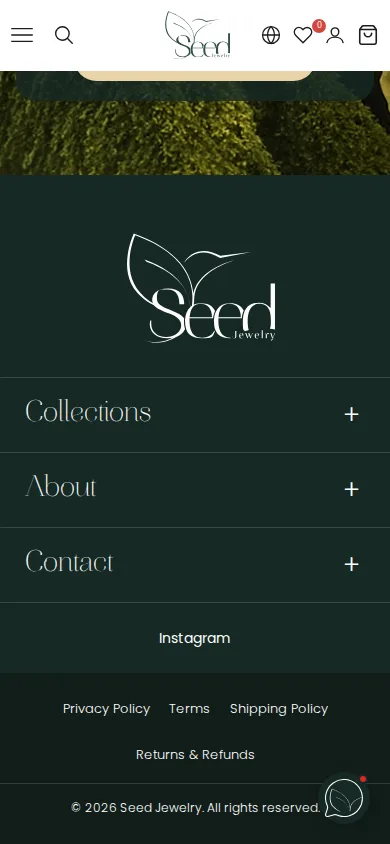 Seed
Jewelry
0
Seed
Jewelry
Collections
+
About
+
Contact
+
Instagram
Privacy Policy Terms Shipping Policy
Returns & Refunds
© 2026 Seed Jewelry. All rights reserved.